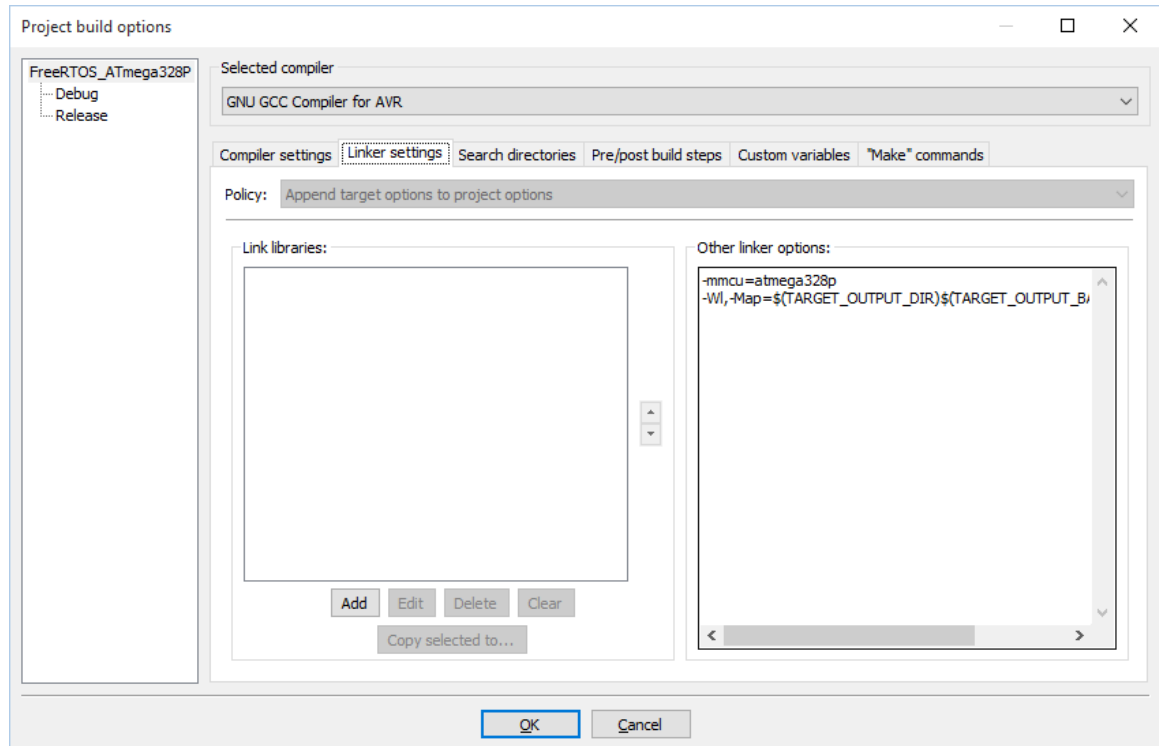 Project build options
FreeRTOS_ATmega328P
Debug
Release
Selected compiler
GNU GCC Compiler for AVR
Compiler settings
Linker settings
Search directories
Pre/post build steps
Custom variables
"Make" commands
Policy:
Append target options to project options
Link libraries:
Add
Edit
Delete
Clear
Copy selected to...
Other linker options:
-mmcu=atmega328p
-Wl,-Map=$(TARGET_OUTPUT_DIR)$(TARGET_OUTPUT_BA
OK
Cancel